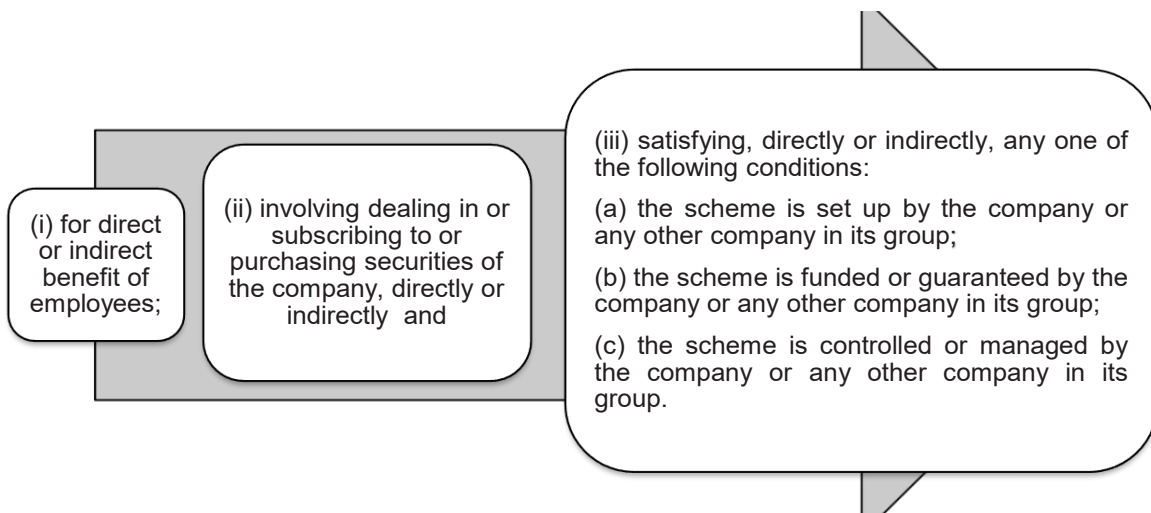 (i) for direct
or indirect
benefit of
employees;
(ii) involving dealing in or
subscribing to or
purchasing securities of
the company, directly or
indirectly and
(iii) satisfying, directly or indirectly, any one of
the following conditions:
(a) the scheme is set up by the company or
any other company in its group;
(b) the scheme is funded or guaranteed by the
company or any other company in its group;
(c) the scheme is controlled or managed by
the company or any other company in its
group.